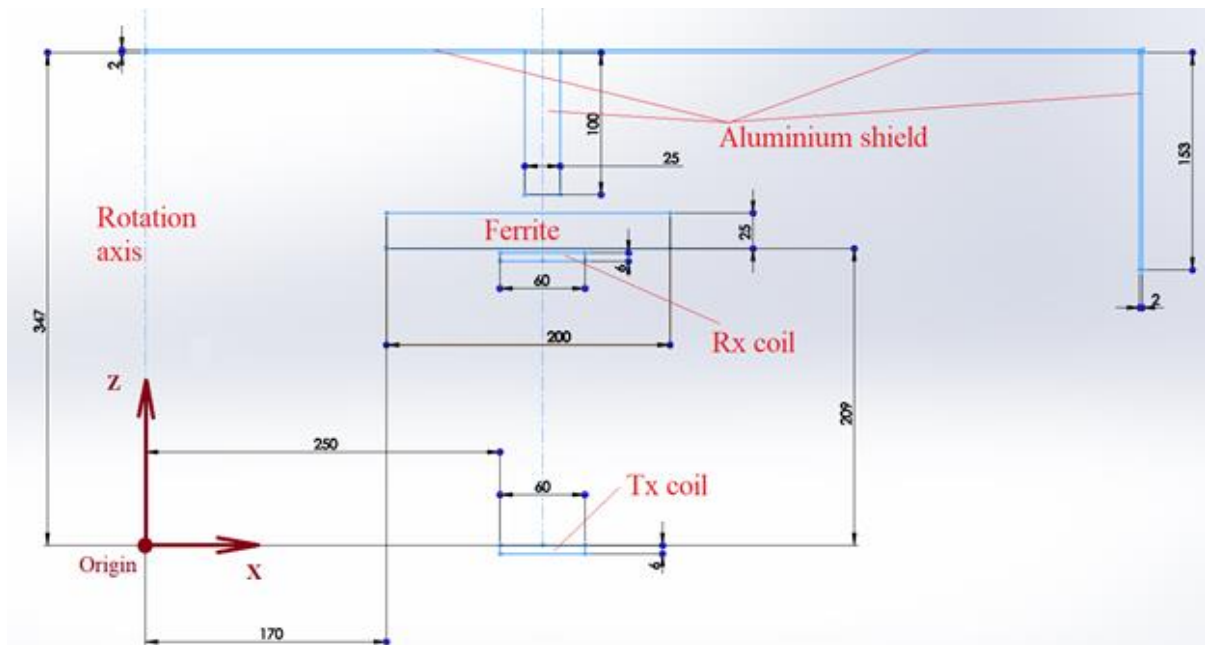 2
100
Aluminium shield
25
153
Rotation
axis
Ferrite
25
6
60
2
347
200
Rx coil
Z
209
250
60
Tx coil
Origin
X
6
170